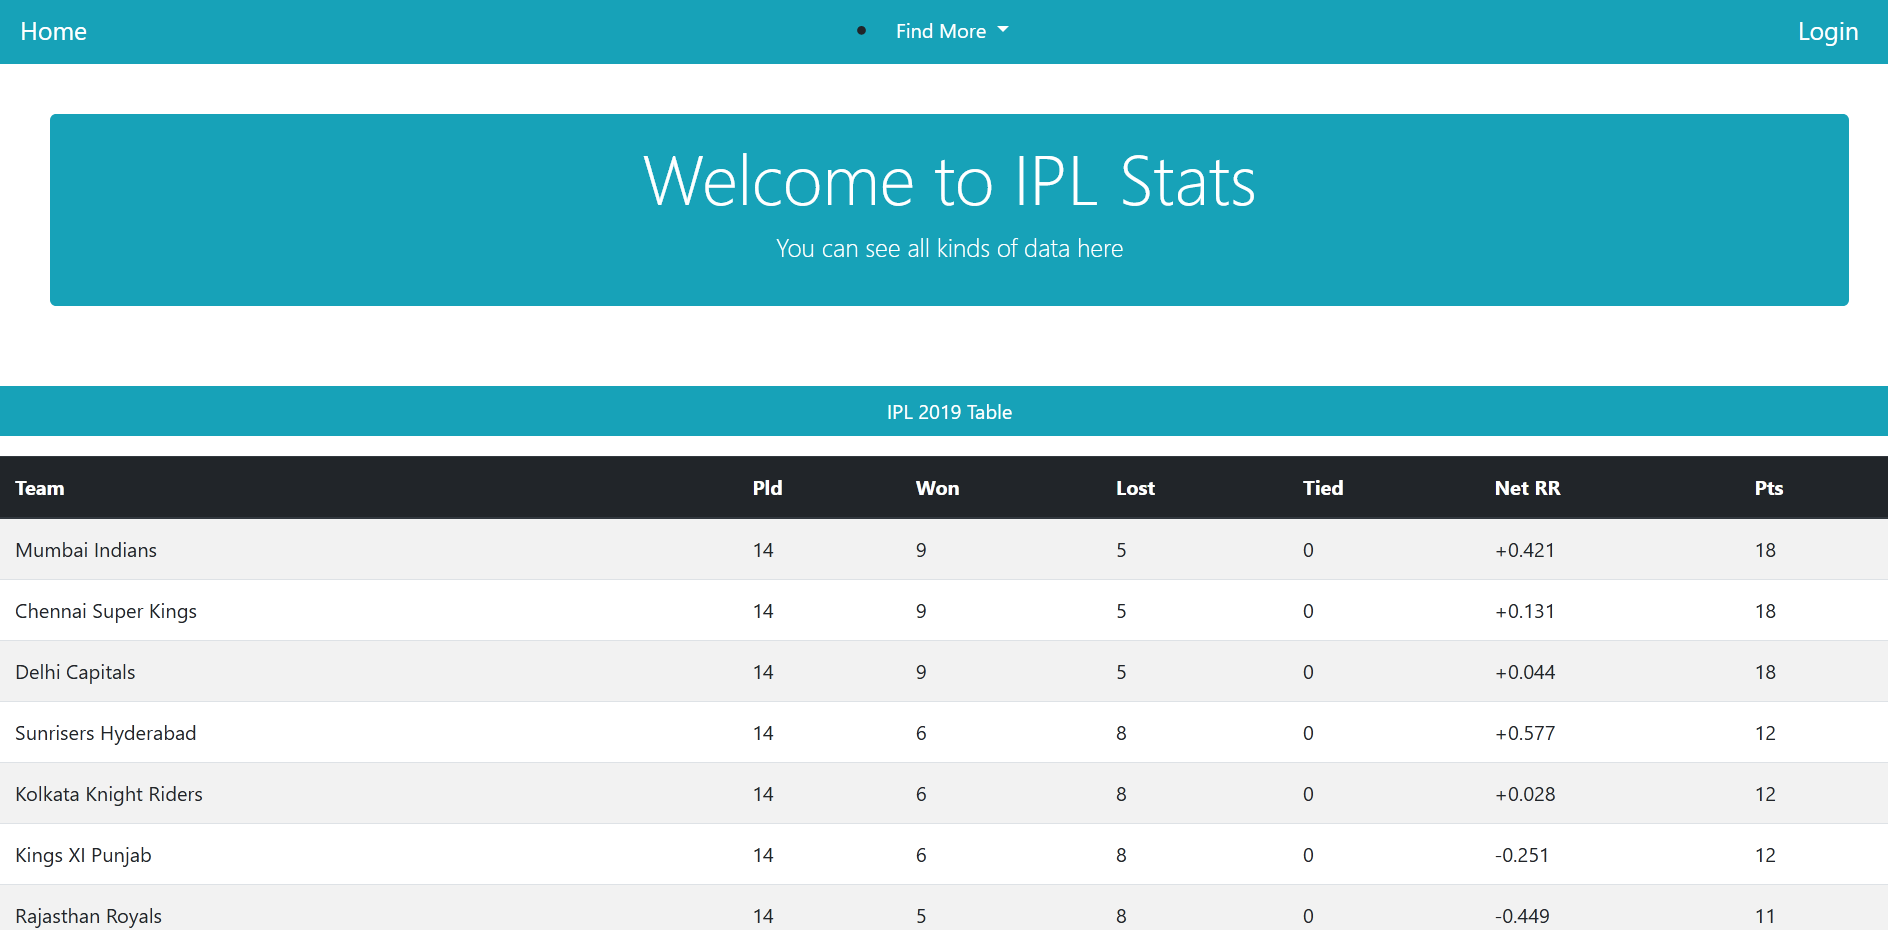 Home Find More Login
Welcome to IPL Stats
You can see all kinds of data here
IPL 2019 Table
Team Pld Won Lost Tied Net RR Pts
Mumbai Indians 14 9 5 0 +0.421 18
Chennai Super Kings 14 9 5 0 +0.131 18
Delhi Capitals 14 9 5 0 +0.044 18
Sunrisers Hyderabad 14 6 8 0 +0.577 12
Kolkata Knight Riders 14 6 8 0 +0.028 12
Kings XI Punjab 14 6 8 0 -0.251 12
Rajasthan Royals 14 5 8 0 -0.449 11